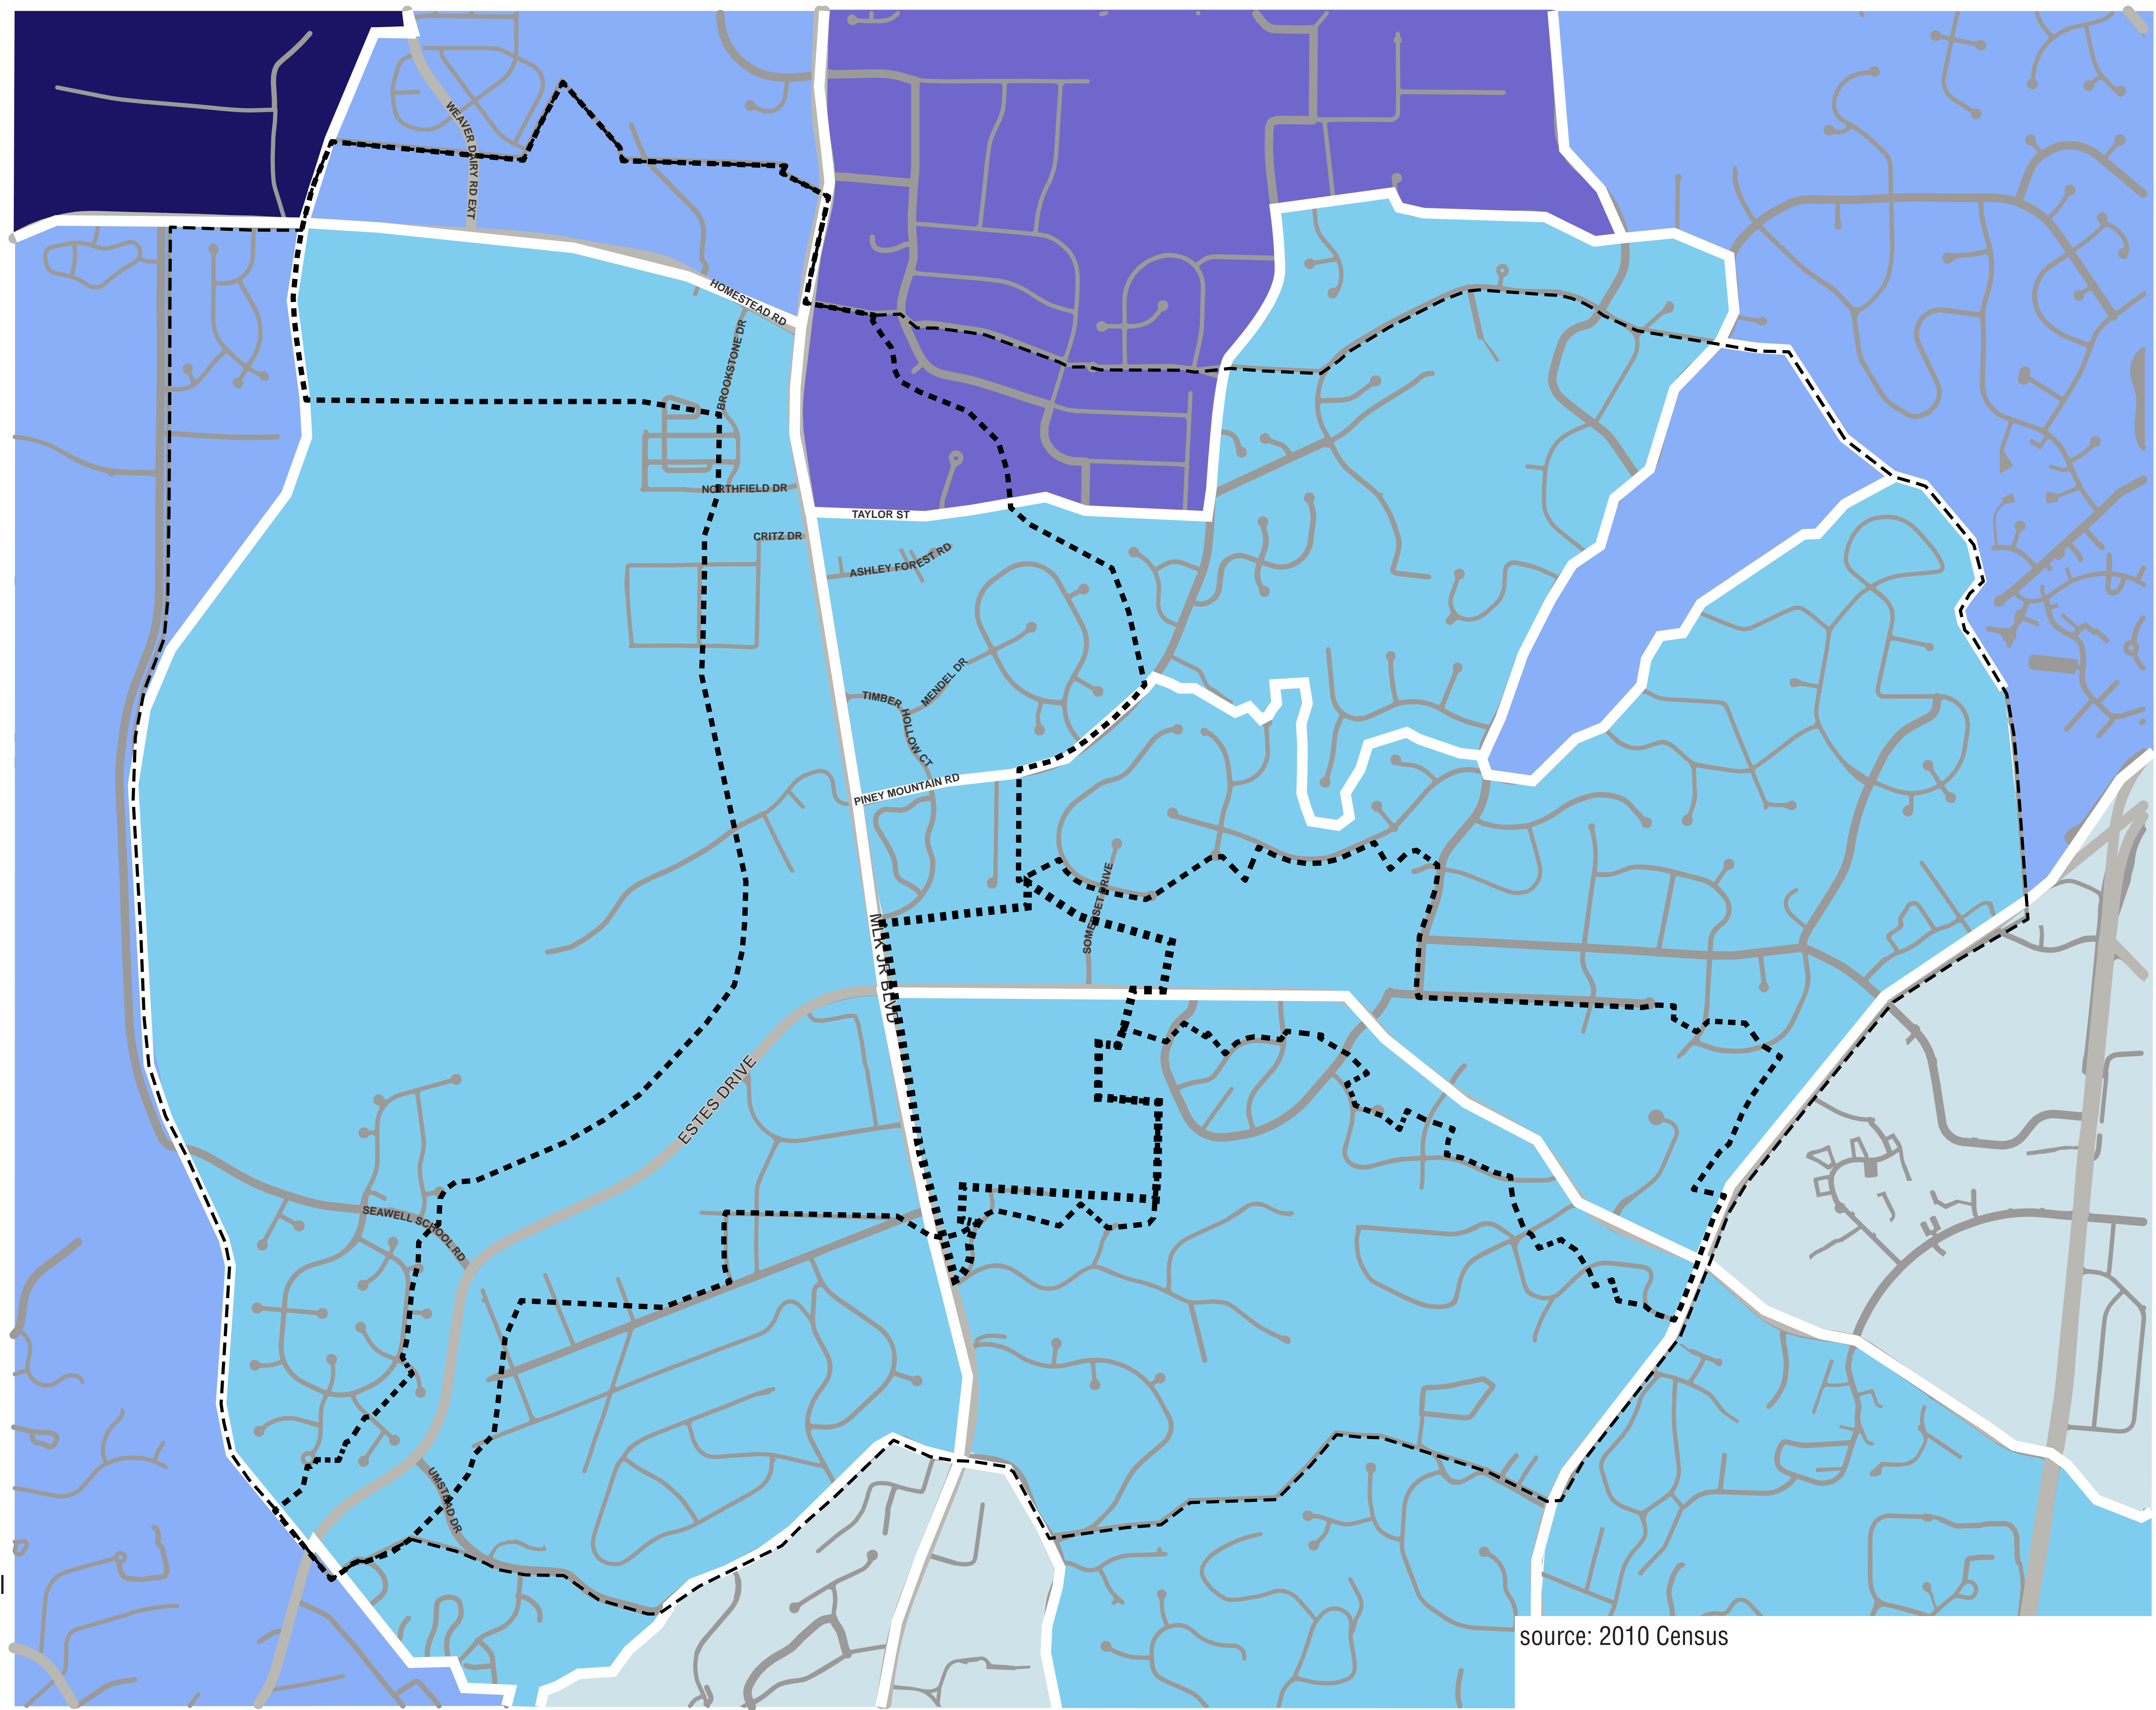 WEAVER DAIRY RD EXT
HOMESTEAD RD
BROOKSTONE DR
NORTHFIELD DR
TAYLOR ST
CRITZ DR
ASHLEY FOREST RD
MENDEL DR
TIMBER HOLLOW CT
PINEY MOUNTAIN RD
SOMERSET DRIVE
MLK JR BLVD
ESTES DRIVE
SEAWELL SCHOOL RD
UMSTEAD DR
source: 2010 Census